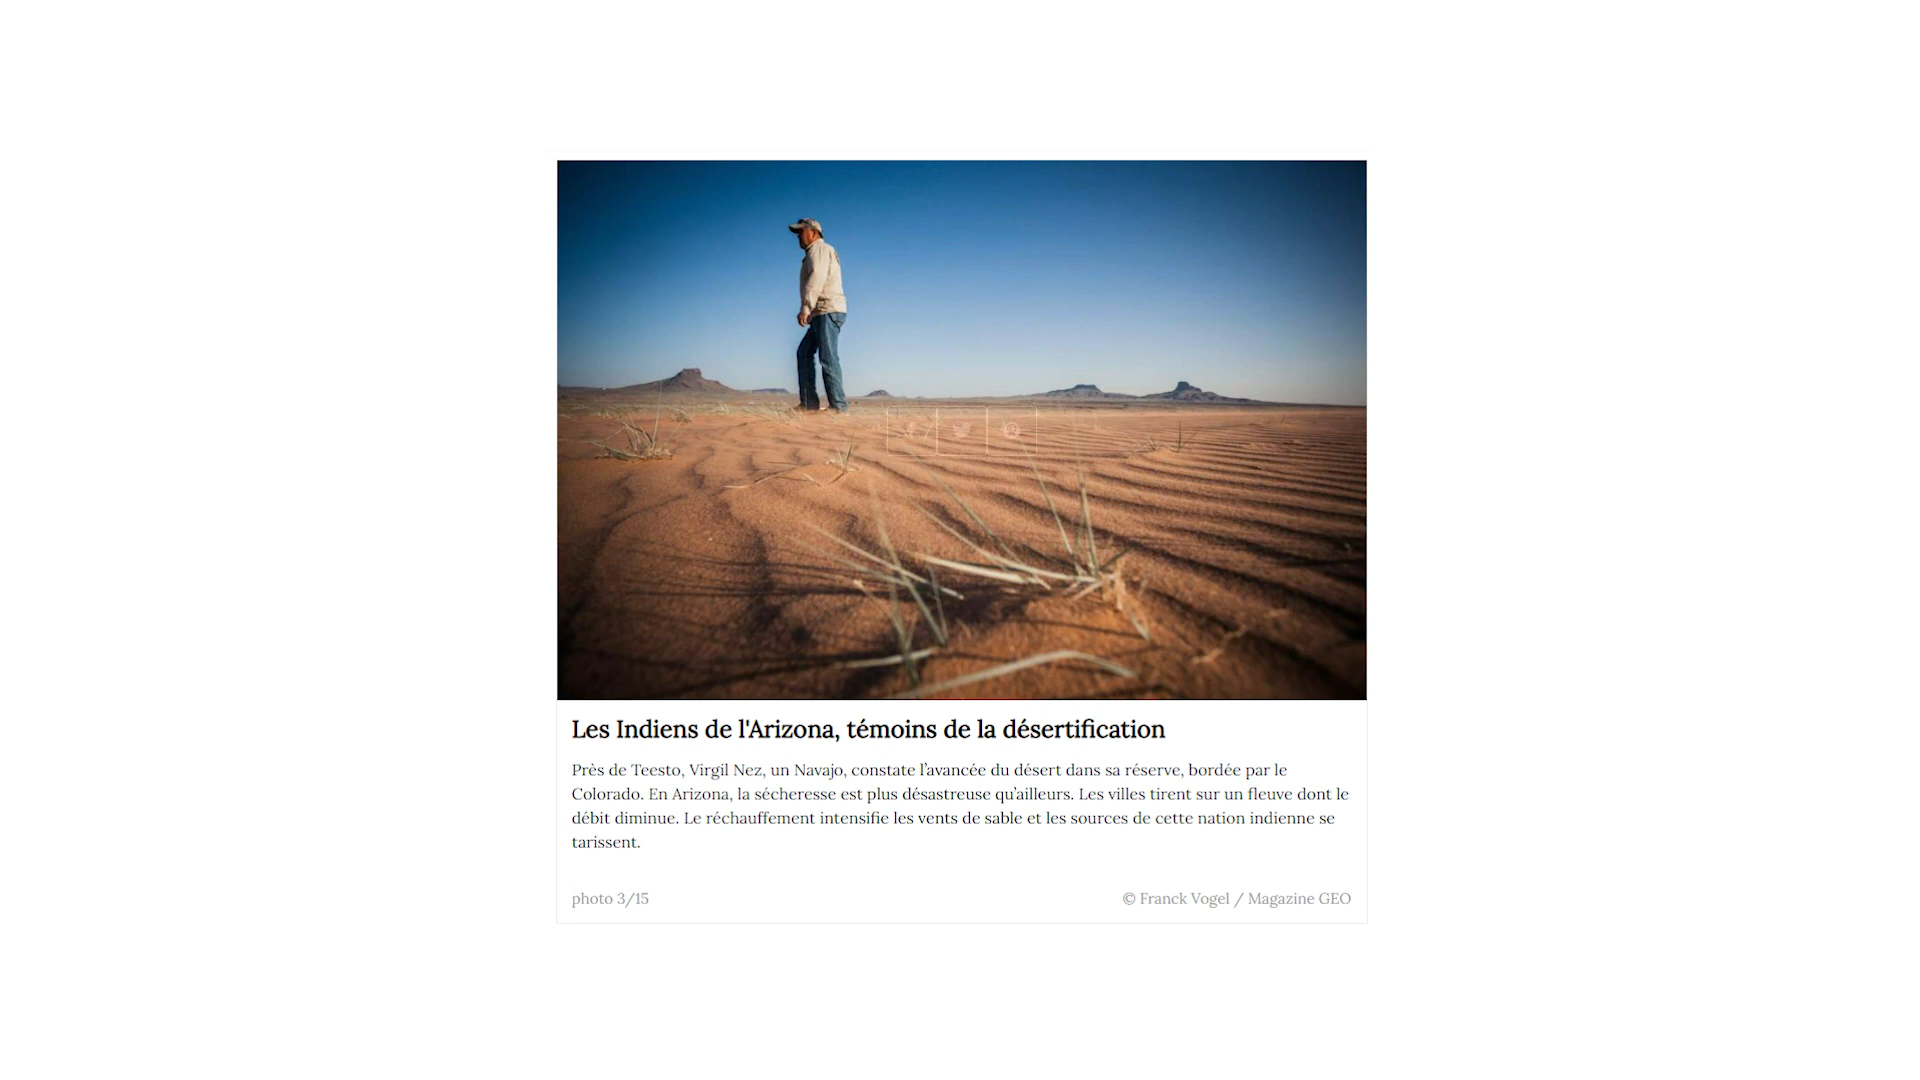 Les Indiens de l'Arizona, témoins de la désertification
Près de Teesto, Virgil Nez, un Navajo, constate l’avancée du désert dans sa réserve, bordée par le
Colorado. En Arizona, la sécheresse est plus désastreuse qu’ailleurs. Les villes tirent sur un fleuve dont le
débit diminue. Le réchauffement intensifie les vents de sable et les sources de cette nation indienne se
tarissent.
photo 3/15
© Franck Vogel / Magazine GEO